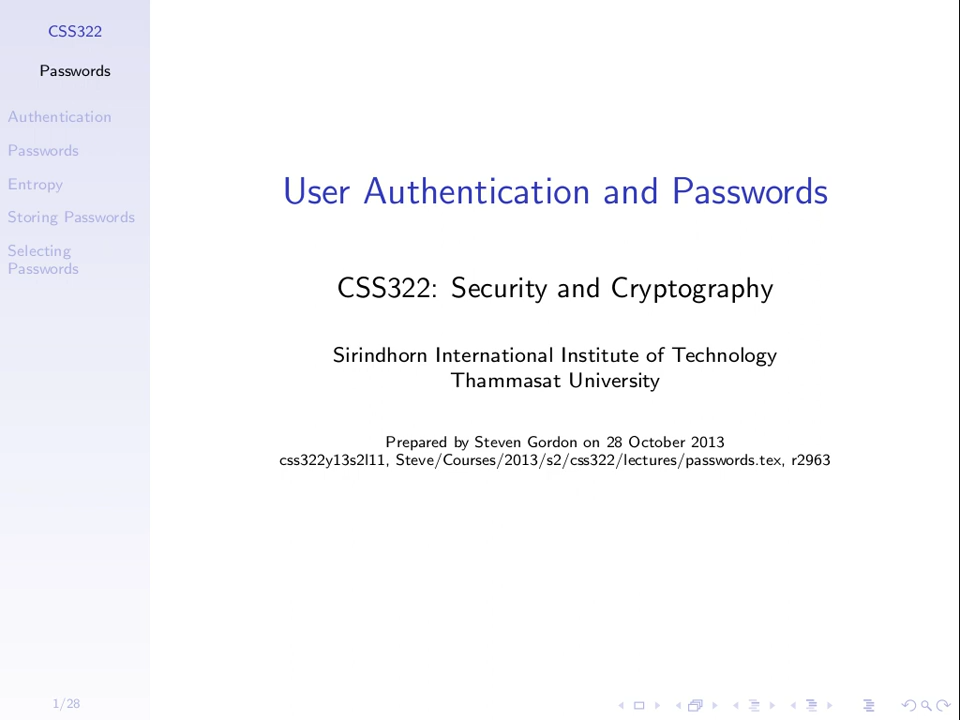 CSS322
Passwords
Authentication
Passwords
Entropy
Storing Passwords
Selecting
Passwords
User Authentication and Passwords
CSS322: Security and Cryptography
Sirindhorn International Institute of Technology
Thammasat University
Prepared by Steven Gordon on 28 October 2013
css322y13s2l11, Steve/Courses/2013/s2/css322/lectures/passwords.tex, r2963
1/28